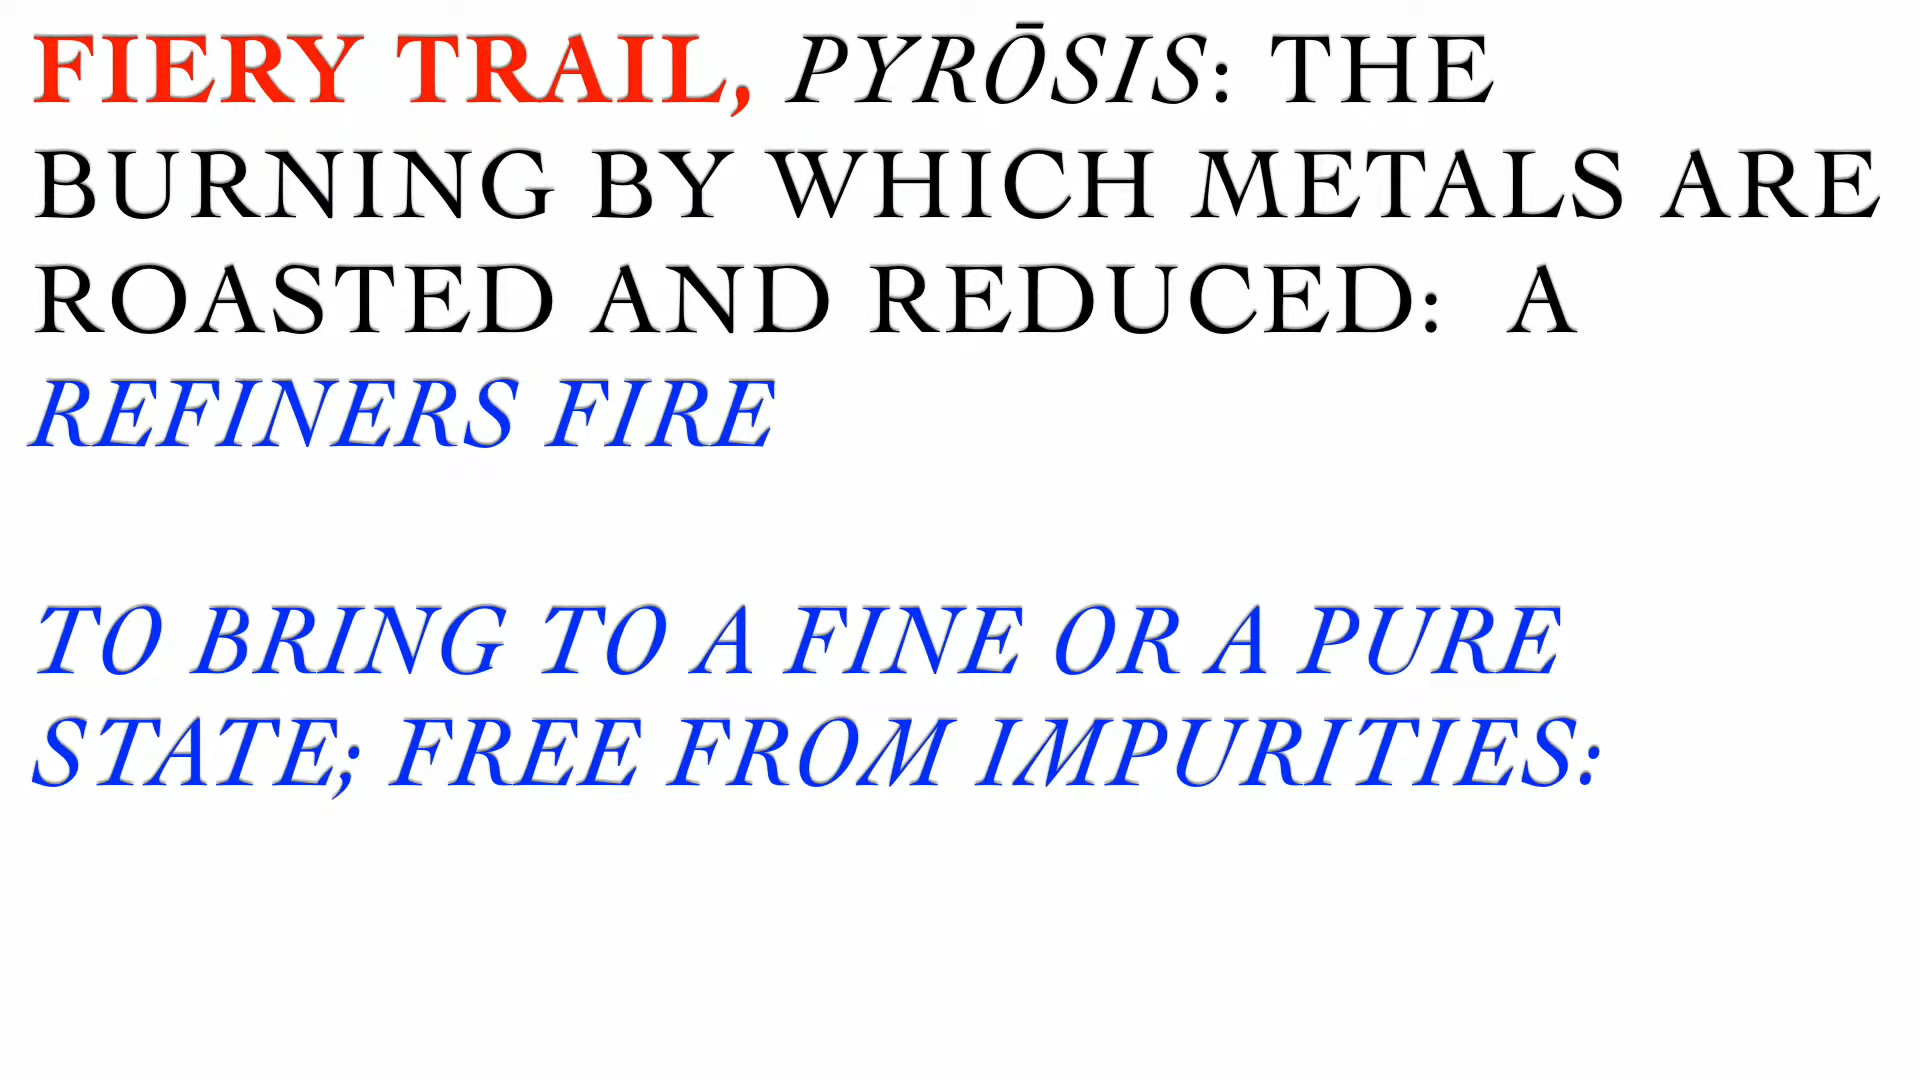 FIERY TRAIL, PYRŌSIS: THE
BURNING BY WHICH METALS ARE
ROASTED AND REDUCED:  A
REFINERS FIRE
TO BRING TO A FINE OR A PURE
STATE; FREE FROM IMPURITIES: